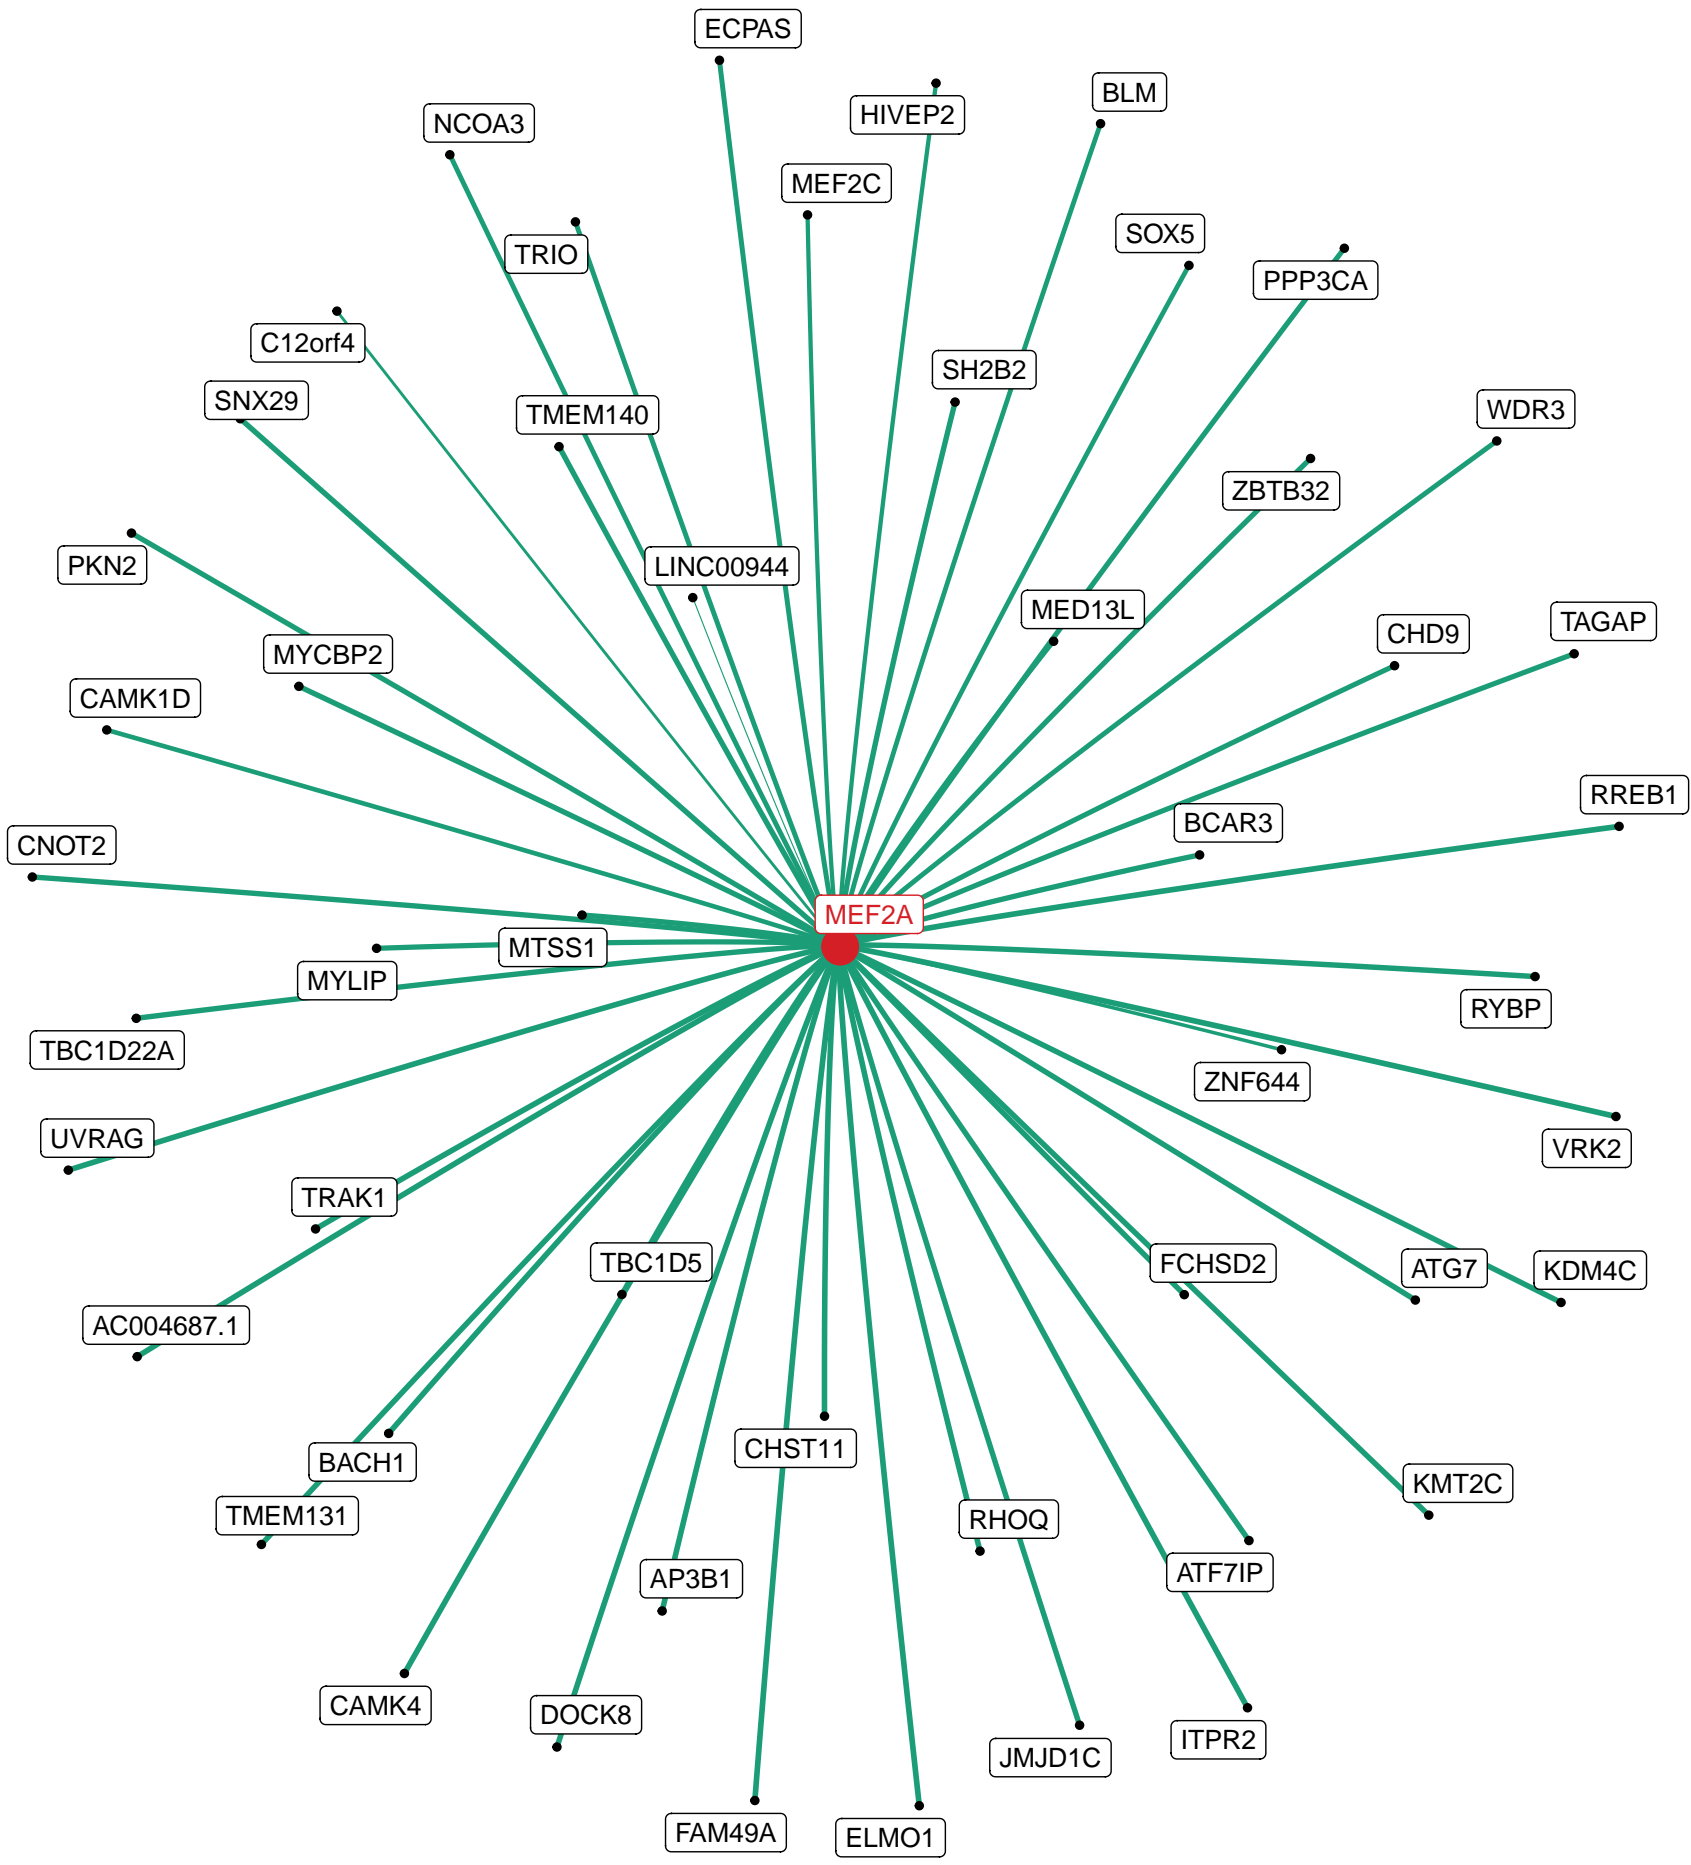 ECPAS
BLM
HIVEP2
NCOA3
MEF2C
SOX5
TRIO
PPP3CA
C12orf4
SH2B2
SNX29
WDR3
TMEM140
ZBTB32
PKN2
LINC00944
MED13L
TAGAP
CHD9
MYCBP2
CAMK1D
RREB1
BCAR3
CNOT2
MEF2A
MTSS1
MYLIP
RYBP
TBC1D22A
ZNF644
UVRAG
VRK2
TRAK1
TBC1D5
FCHSD2
ATG7
KDM4C
AC004687.1
CHST11
BACH1
KMT2C
TMEM131
RHOQ
ATF7IP
AP3B1
CAMK4
DOCK8
ITPR2
JMJD1C
FAM49A
ELMO1